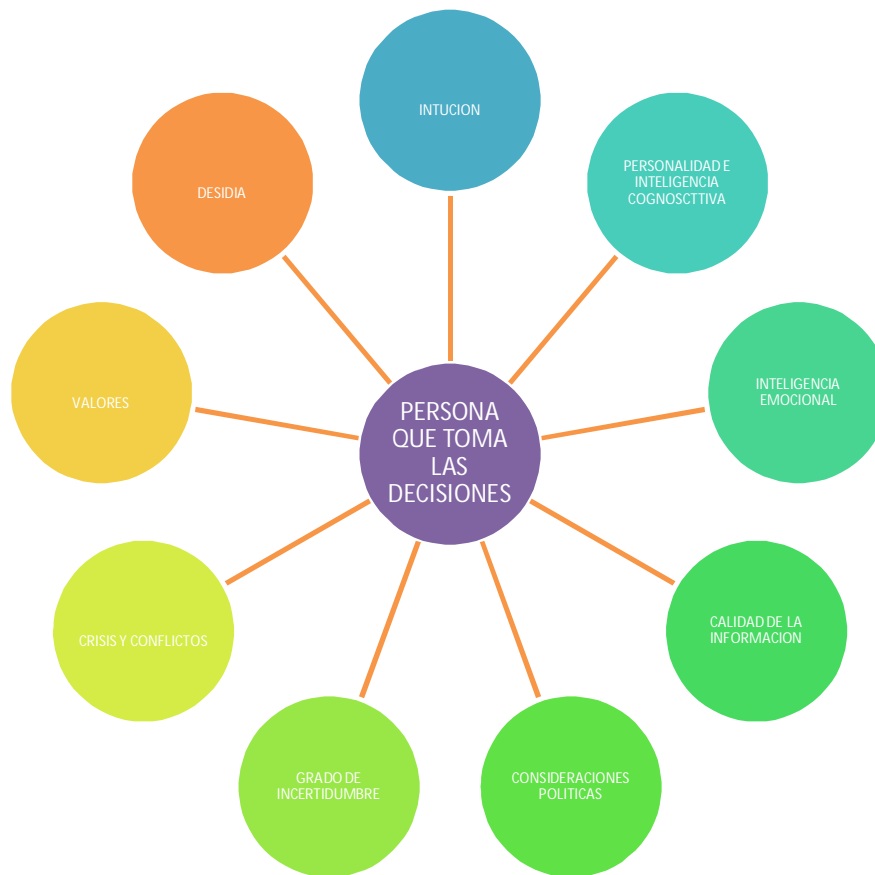 INTUCION
PERSONALIDAD E
INTELIGENCIA
COGNOSCTTIVA
INTELIGENCIA
EMOCIONAL
CALIDAD DE LA
INFORMACION
CONSIDERACIONES
POLITICAS
GRADO DE
INCERTIDUMBRE
CRISIS Y CONFLICTOS
VALORES
DESIDIA
PERSONA
QUE TOMA
LAS
DECISIONES